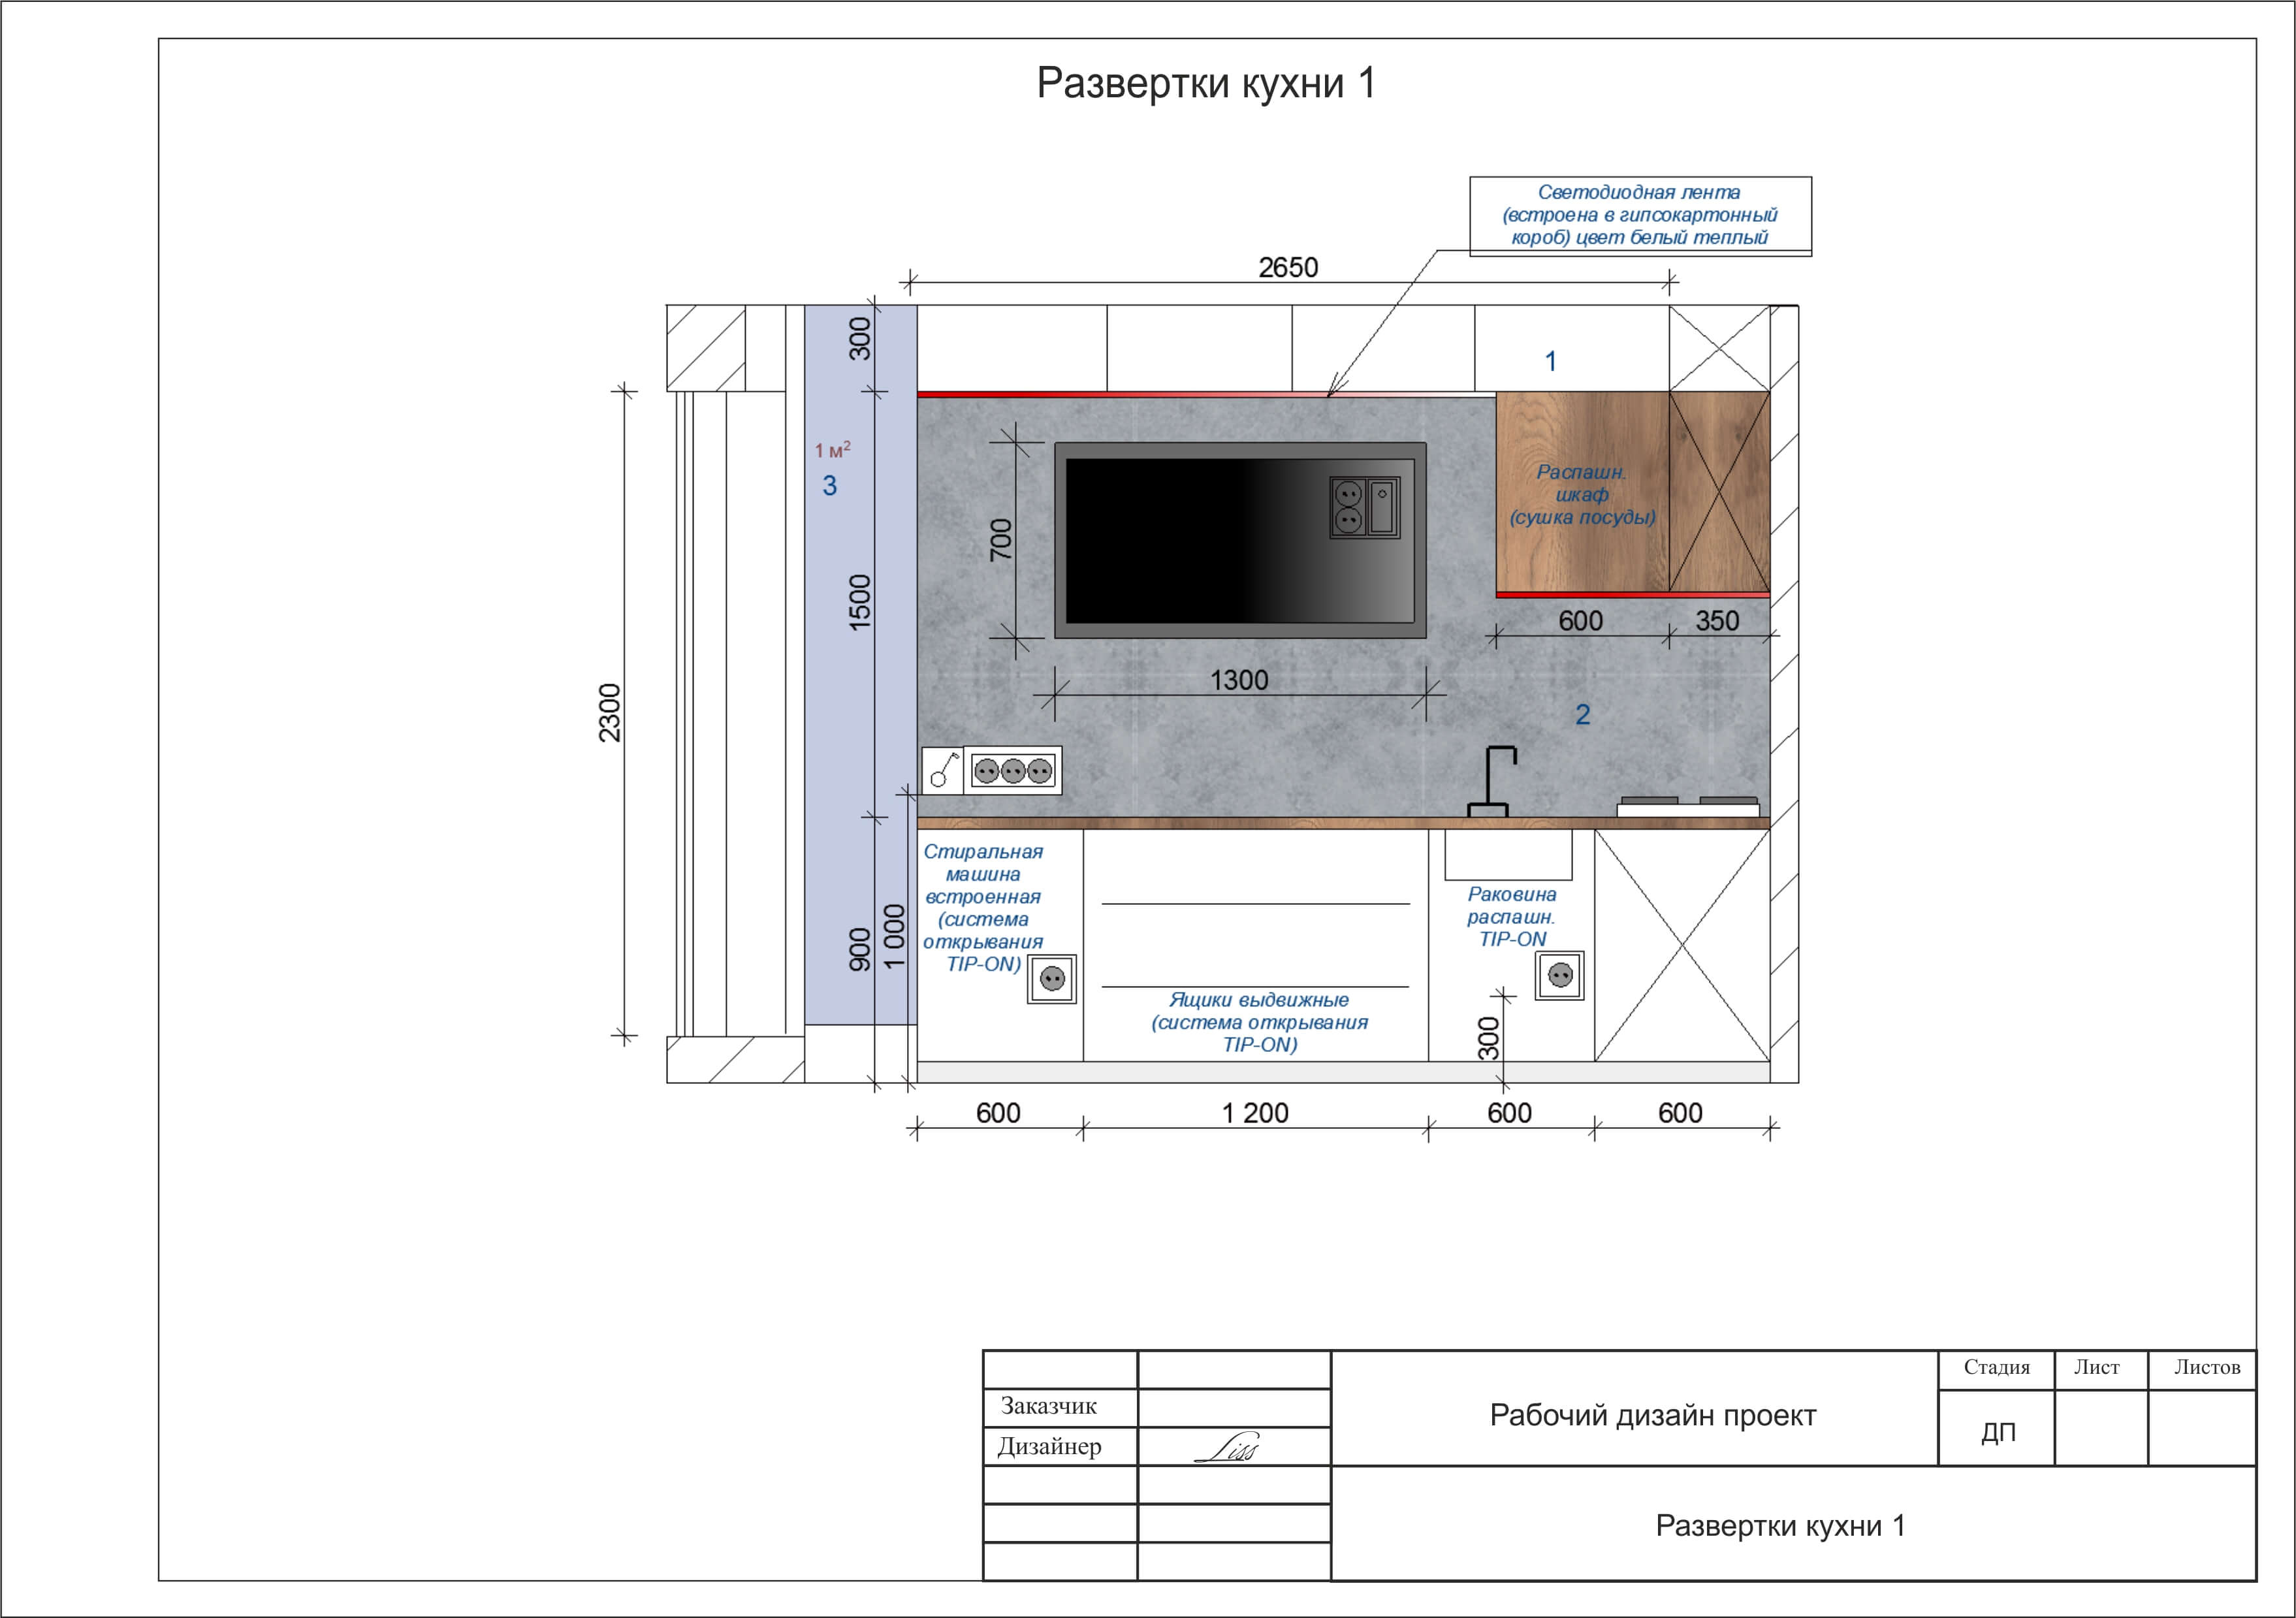 Развертки кухни 1
Светодиодная лента
(встроена в гипсокартонный
короб) цвет белый теплый
2650
300
1
1 м²
3
Распашн.
шкаф
(сушка посуды)
700
1500
600
350
1300
2300
2
Стиральная
машина
встроенная
(система
открывания
TIP-ON)
Раковина
распашн.
TIP-ON
900
1 000
Ящики выдвижные
(система открывания
TIP-ON)
300
600
1 200
600
600
Стадия
Лист
Листов
Заказчик
Рабочий дизайн проект
ДП
Дизайнер
Liss
Развертки кухни 1